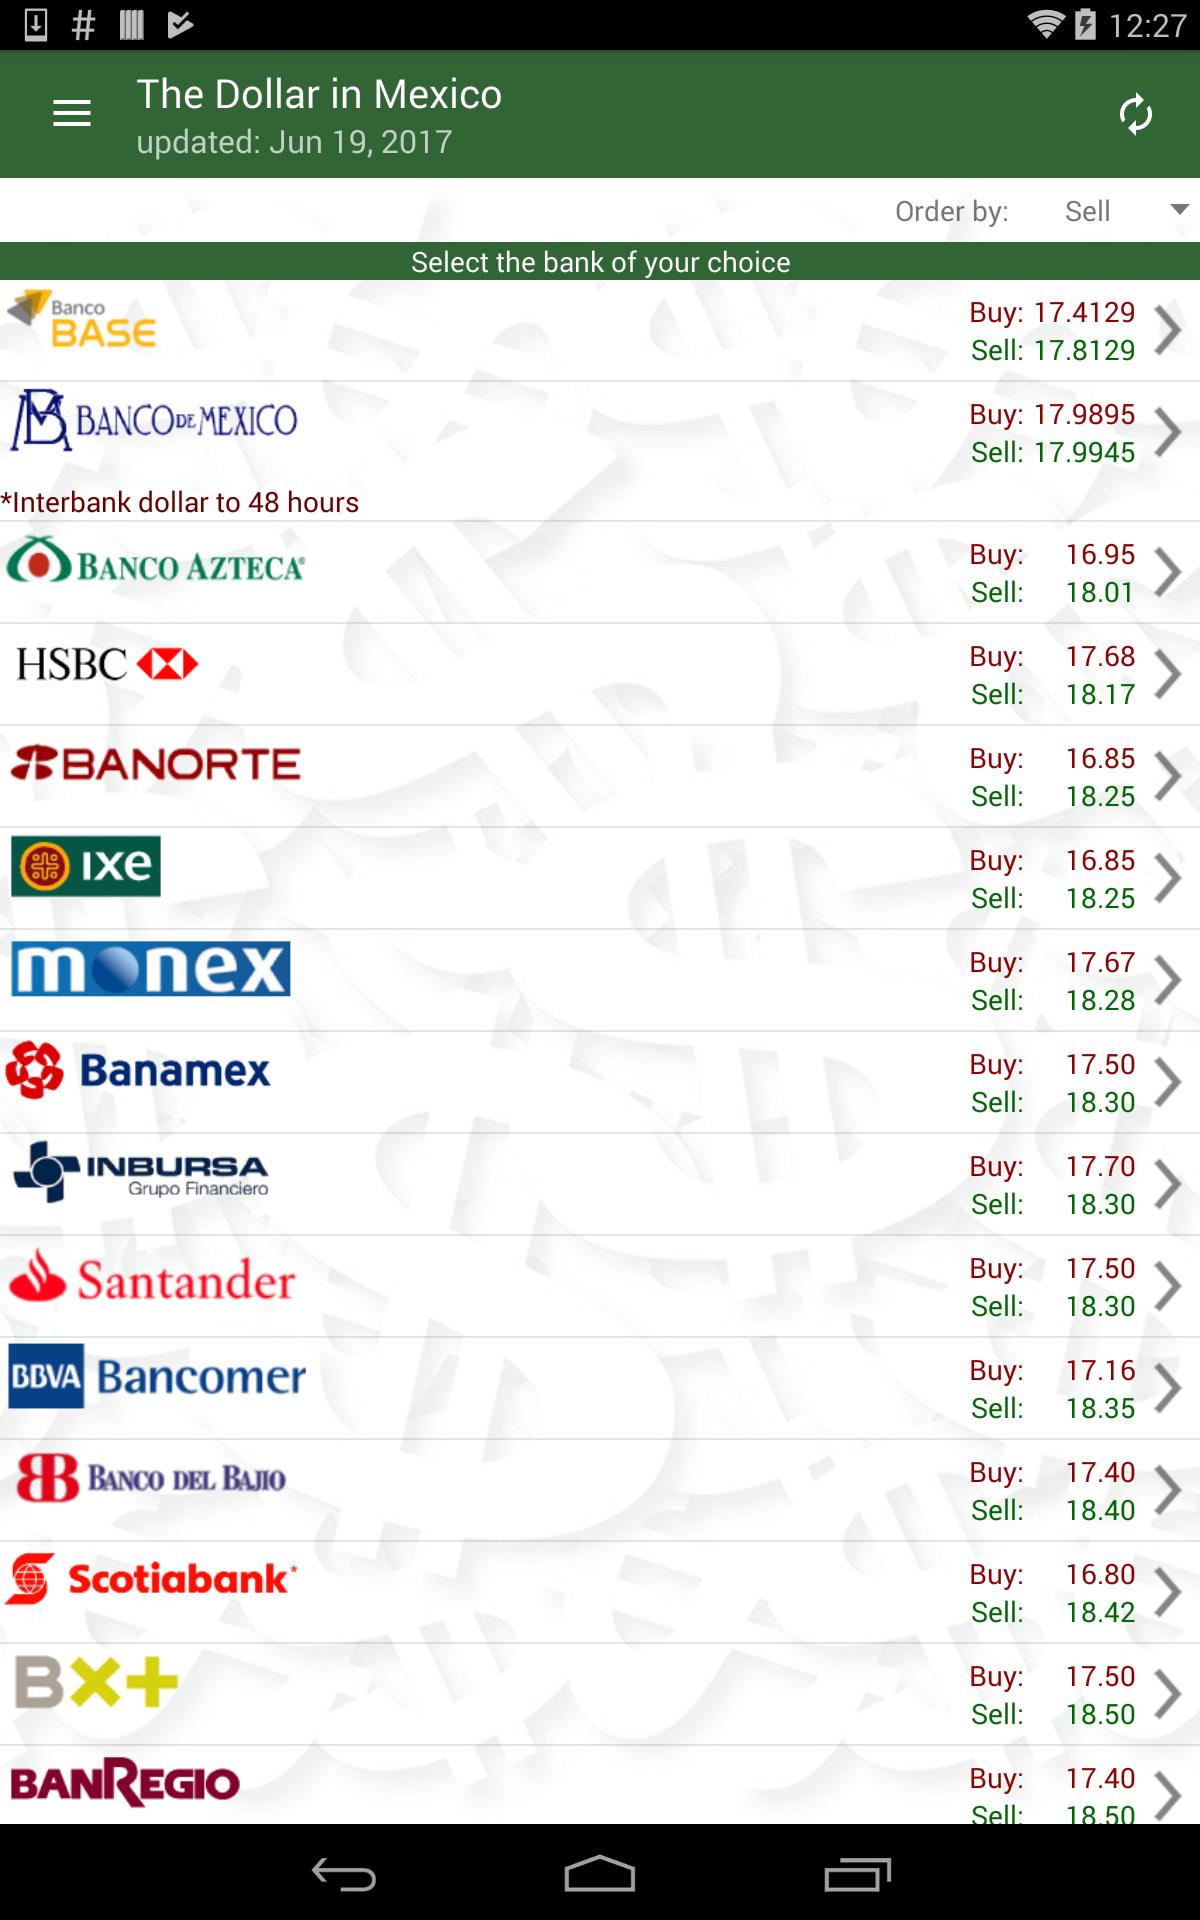 12:27
The Dollar in Mexico
updated: Jun 19, 2017
Order by: Sell
Select the bank of your choice
Banco
BASE
Buy: 17.4129
Sell: 17.8129
BM BANCO DE MEXICO
Buy: 17.9895
Sell: 17.9945
*Interbank dollar to 48 hours
BANCO AZTECA
Buy: 16.95
Sell: 18.01
HSBC
Buy: 17.68
Sell: 18.17
BANORTE
Buy: 16.85
Sell: 18.25
ixe
Buy: 16.85
Sell: 18.25
monex
Buy: 17.67
Sell: 18.28
Banamex
Buy: 17.50
Sell: 18.30
INBURSA
Grupo Financiero
Buy: 17.70
Sell: 18.30
Santander
Buy: 17.50
Sell: 18.30
BBVA Bancomer
Buy: 17.16
Sell: 18.35
BB BANCO DEL BAJIO
Buy: 17.40
Sell: 18.40
Scotiabank*
Buy: 16.80
Sell: 18.42
Bx+
Buy: 17.50
Sell: 18.50
BANREGIO
Buy: 17.40
Sell: 18.50